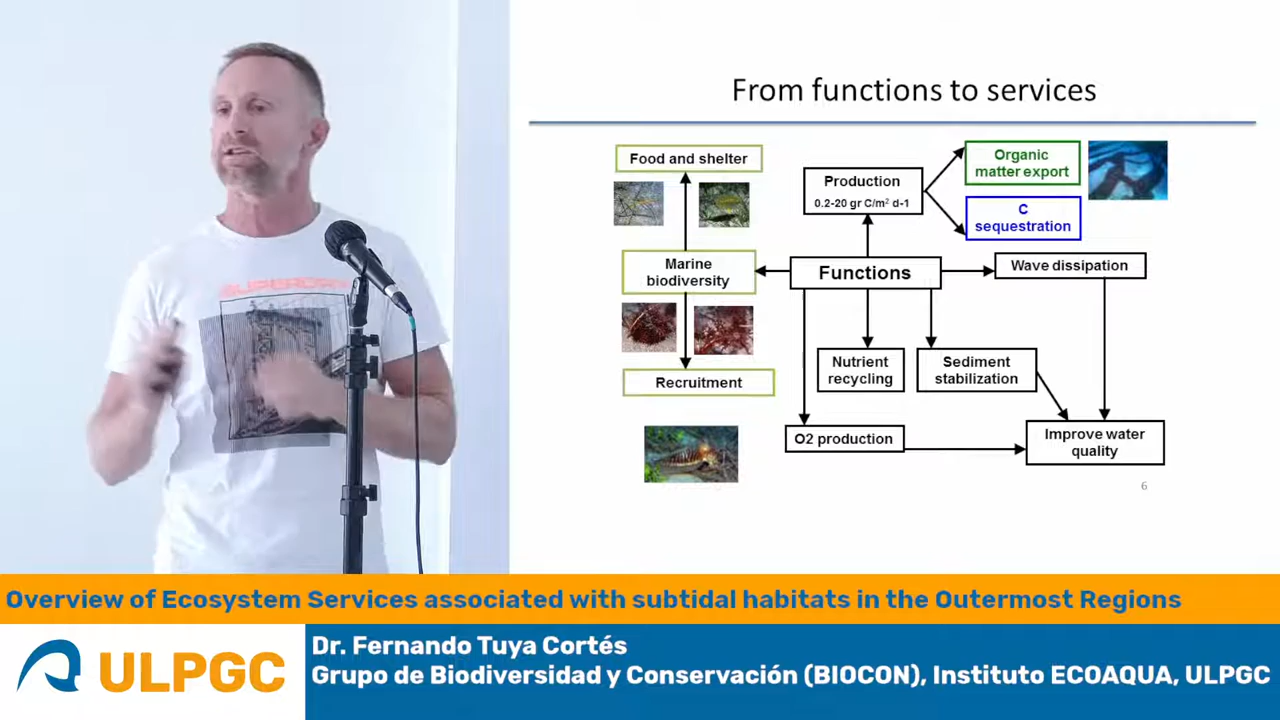 From functions to services
Food and shelter
Production
0.2-20 gr C/m² d-1
Organic
matter export
C
sequestration
Marine
biodiversity
Functions
Wave dissipation
Recruitment
Nutrient
recycling
Sediment
stabilization
O2 production
Improve water
quality
6
SUPERDRY
Overview of Ecosystem Services associated with subtidal habitats in the Outermost Regions
ULPGC
Dr. Fernando Tuya Cortés
Grupo de Biodiversidad y Conservación (BIOCON), Instituto ECOAQUA, ULPGC